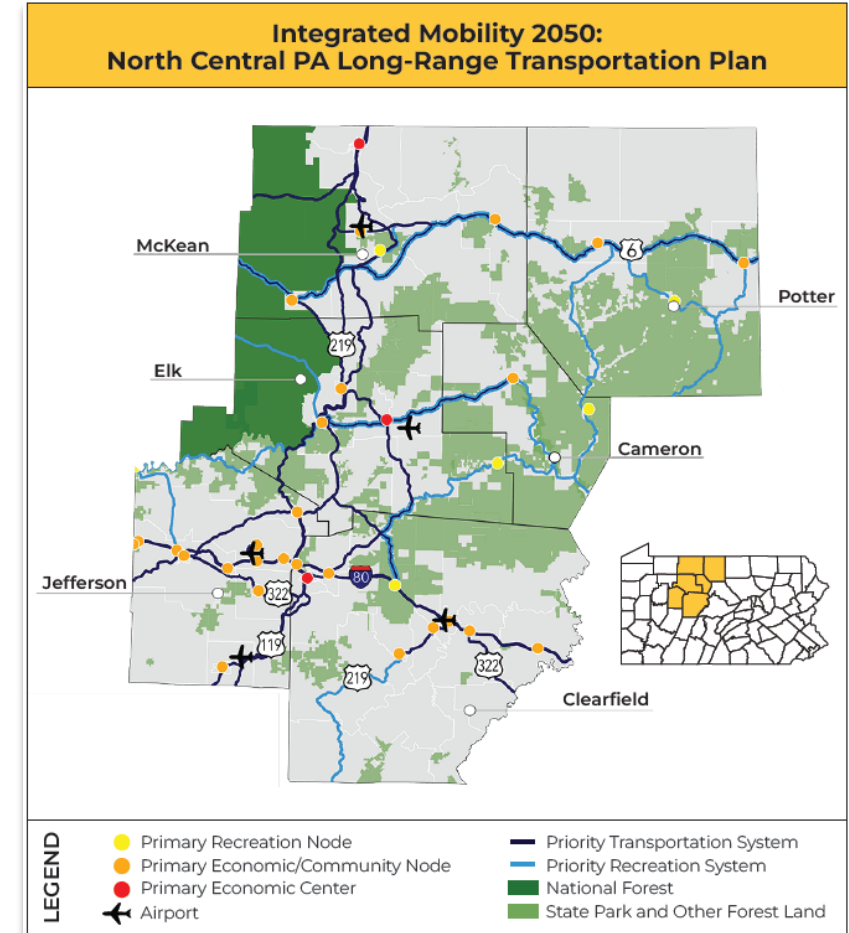 Integrated Mobility 2050:
North Central PA Long-Range Transportation Plan
McKean
6
Potter
219
Elk
Cameron
80
Jefferson
322
119
219
322
Clearfield
LEGEND
Primary Recreation Node
Primary Economic/Community Node
Primary Economic Center
Airport
Priority Transportation System
Priority Recreation System
National Forest
State Park and Other Forest Land